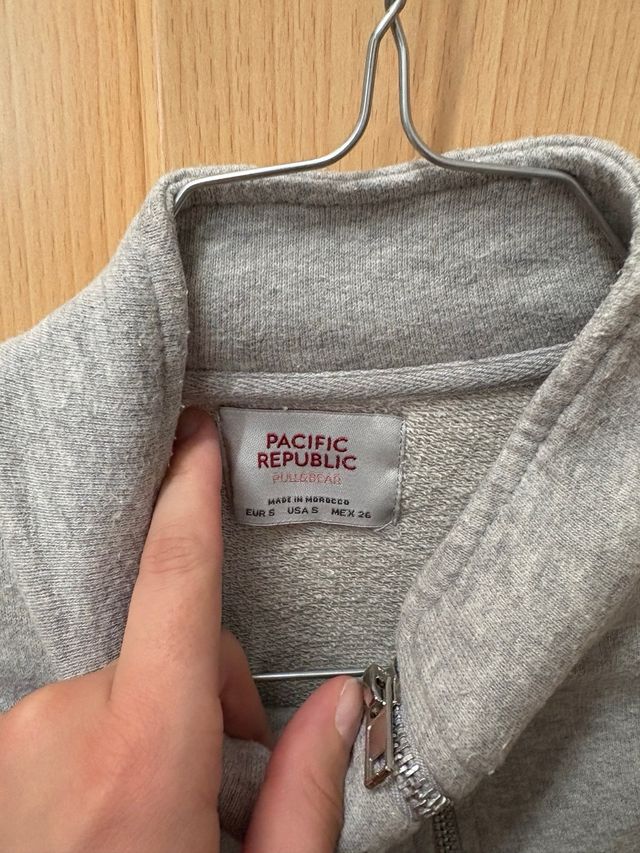 PACIFIC
REPUBLIC
PULL&BEAR
MADE IN MOROCCO
EUR S USA S MEX 26